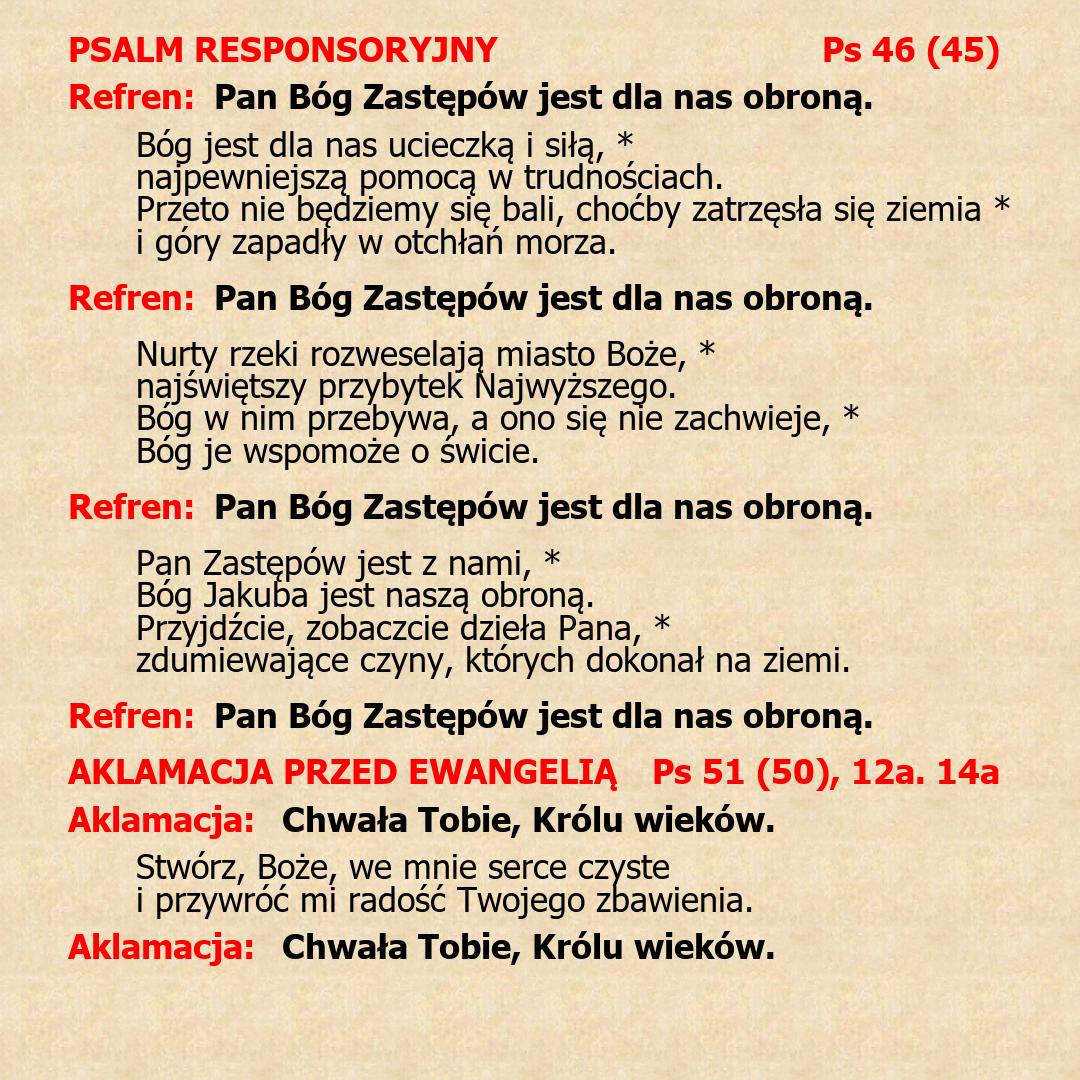 PSALM RESPONSORYJNY Ps 46 (45)
Refren: Pan Bóg Zastępów jest dla nas obroną.
Bóg jest dla nas ucieczką i siłą, *
najpewniejszą pomocą w trudnościach.
Przeto nie będziemy się bali, choćby zatrzęsła się ziemia *
i góry zapadły w otchłań morza.
Refren: Pan Bóg Zastępów jest dla nas obroną.
Nurty rzeki rozweselają miasto Boże, *
najświętszy przybytek Najwyższego.
Bóg w nim przebywa, a ono się nie zachwieje, *
Bóg je wspomoże o świcie.
Refren: Pan Bóg Zastępów jest dla nas obroną.
Pan Zastępów jest z nami, *
Bóg Jakuba jest naszą obroną.
Przyjdźcie, zobaczcie dzieła Pana, *
zdumiewające czyny, których dokonał na ziemi.
Refren: Pan Bóg Zastępów jest dla nas obroną.
AKLAMACJA PRZED EWANGELIĄ Ps 51 (50), 12a. 14a
Aklamacja: Chwała Tobie, Królu wieków.
Stwórz, Boże, we mnie serce czyste
i przywróć mi radość Twojego zbawienia.
Aklamacja: Chwała Tobie, Królu wieków.